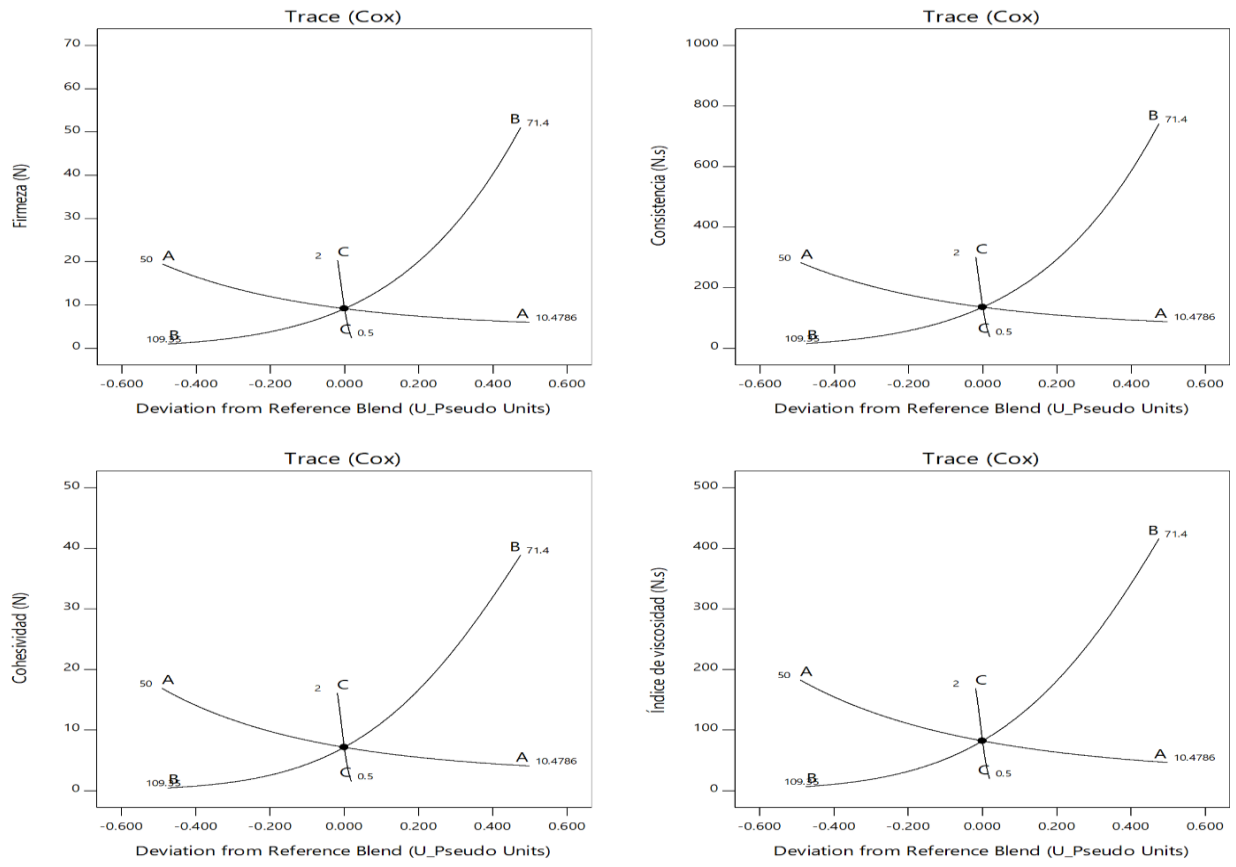 Trace (Cox)
70
60
50
40
30
20
10
0
Firmeza (N)
A
50
B
109.35
C
2
C
0.5
B
71.4
A
10.4786
-0.600
-0.400
-0.200
0.000
0.200
0.400
0.600
Deviation from Reference Blend (U_Pseudo Units)
Trace (Cox)
1000
800
600
400
200
0
Consistencia (N.s)
A
50
B
109.35
C
2
C
0.5
B
71.4
A
10.4786
-0.600
-0.400
-0.200
0.000
0.200
0.400
0.600
Deviation from Reference Blend (U_Pseudo Units)
Trace (Cox)
50
40
30
20
10
0
Cohesividad (N)
A
50
B
109.35
C
2
C
0.5
B
71.4
A
10.4786
-0.600
-0.400
-0.200
0.000
0.200
0.400
0.600
Deviation from Reference Blend (U_Pseudo Units)
Trace (Cox)
500
400
300
200
100
0
Índice de viscosidad (N.s)
A
50
B
109.35
C
2
C
0.5
B
71.4
A
10.4786
-0.600
-0.400
-0.200
0.000
0.200
0.400
0.600
Deviation from Reference Blend (U_Pseudo Units)